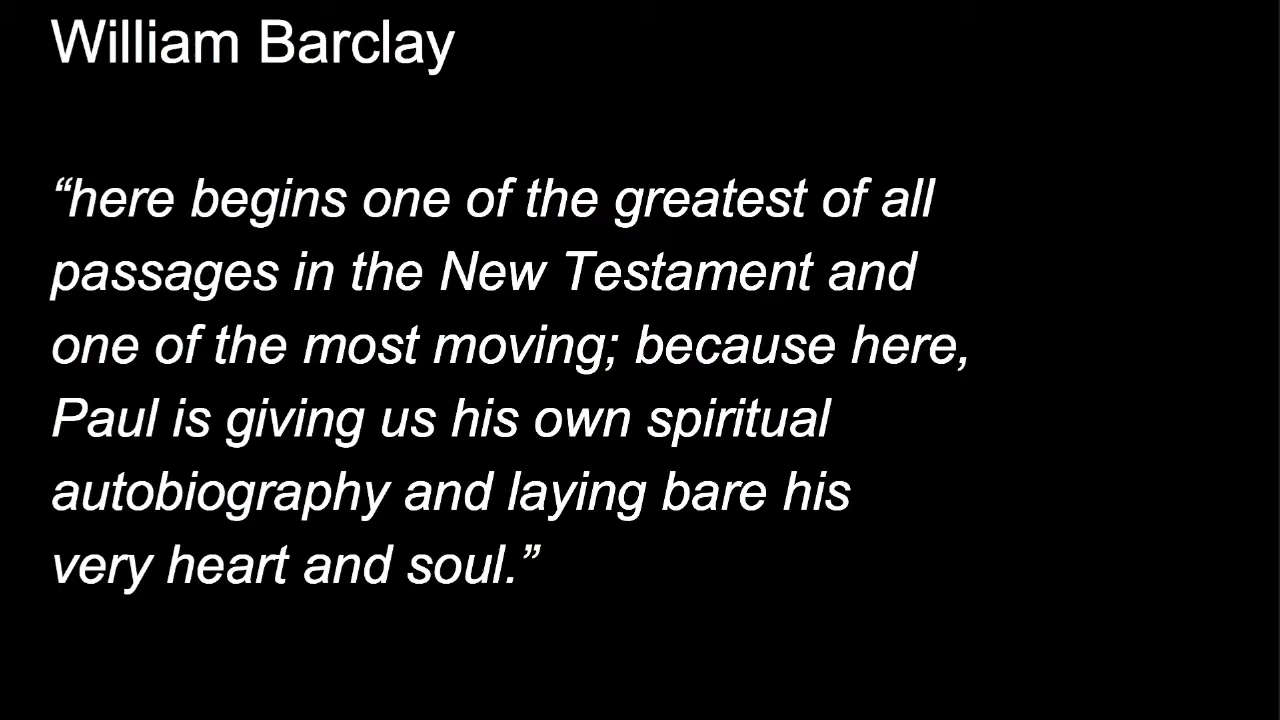 William Barclay
“here begins one of the greatest of all
passages in the New Testament and
one of the most moving; because here,
Paul is giving us his own spiritual
autobiography and laying bare his
very heart and soul.”